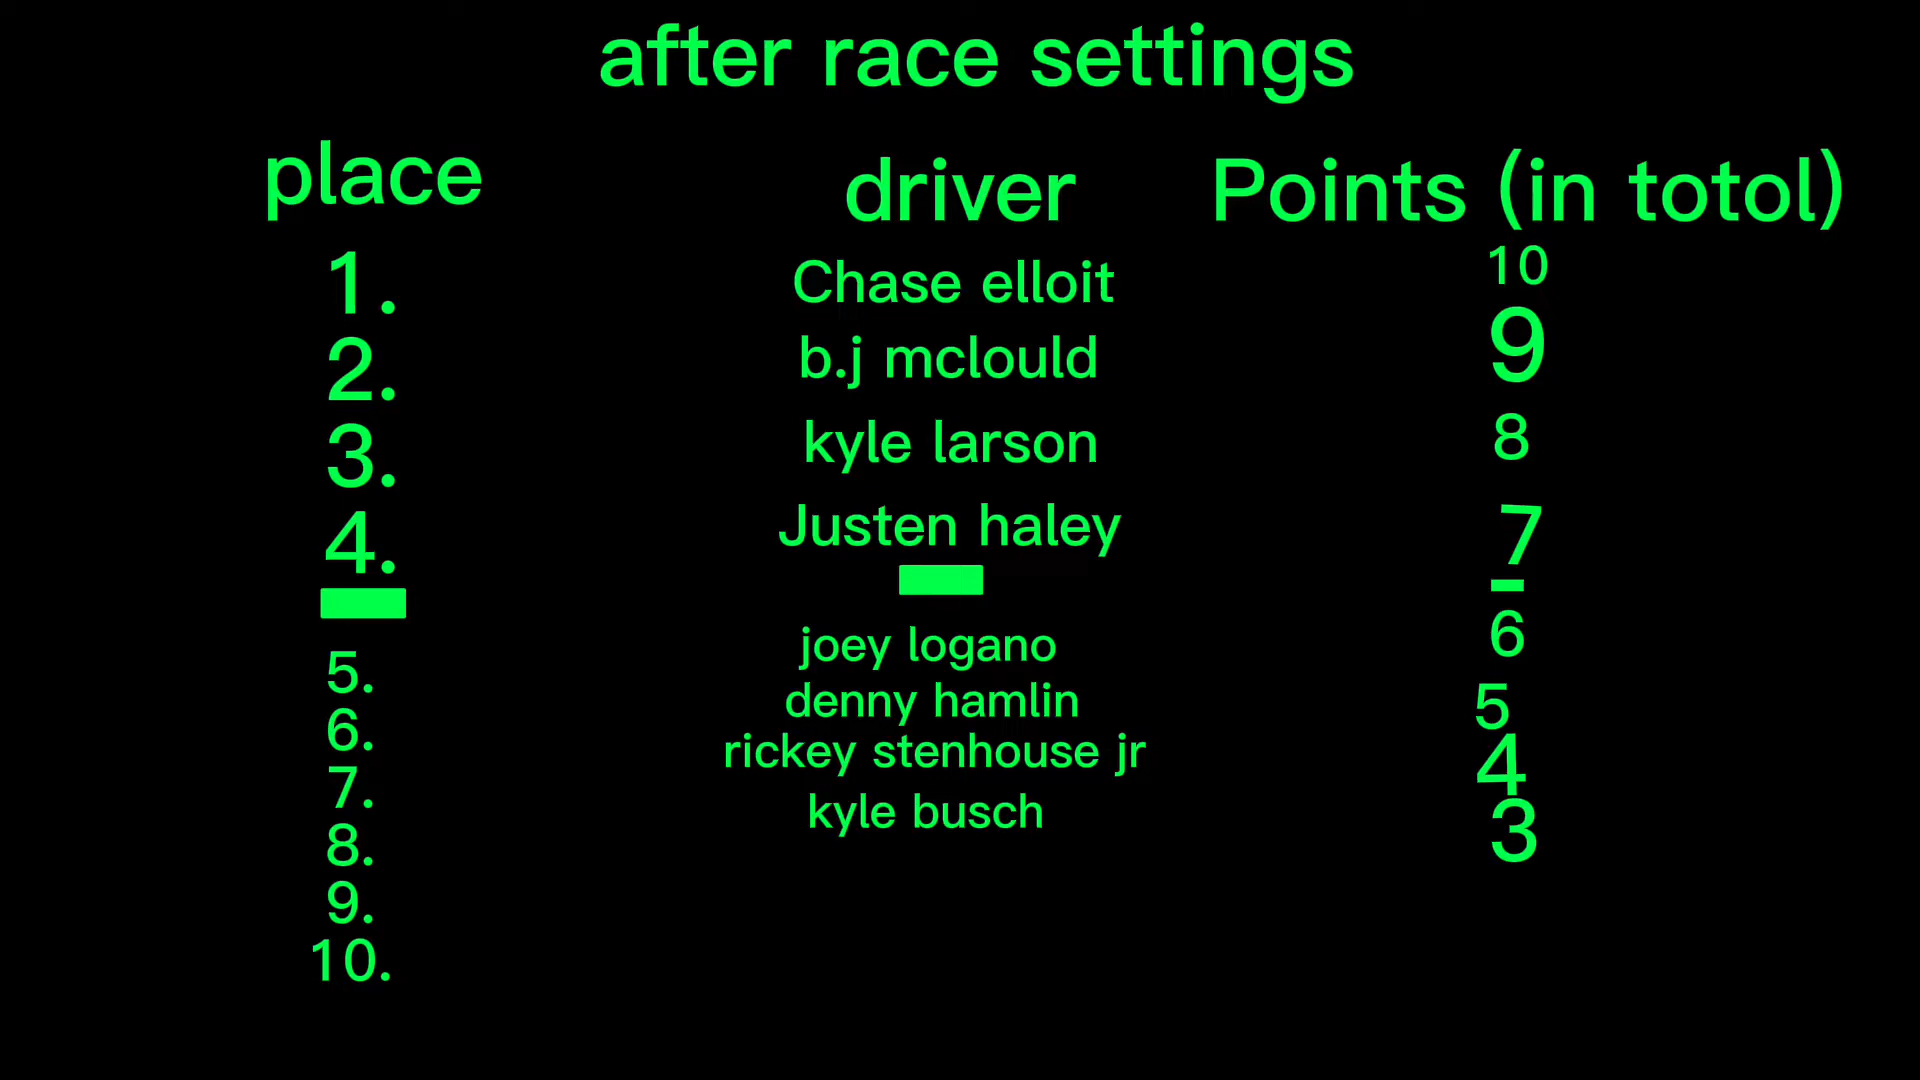 after race settings
place driver Points (in totol)
1. Chase elloit 10
2. b.j mclould 9
3. kyle larson 8
4. Justen haley 7
5. joey logano 6
6. denny hamlin 5
7. rickey stenhouse jr 4
8. kyle busch 3
9.
10.